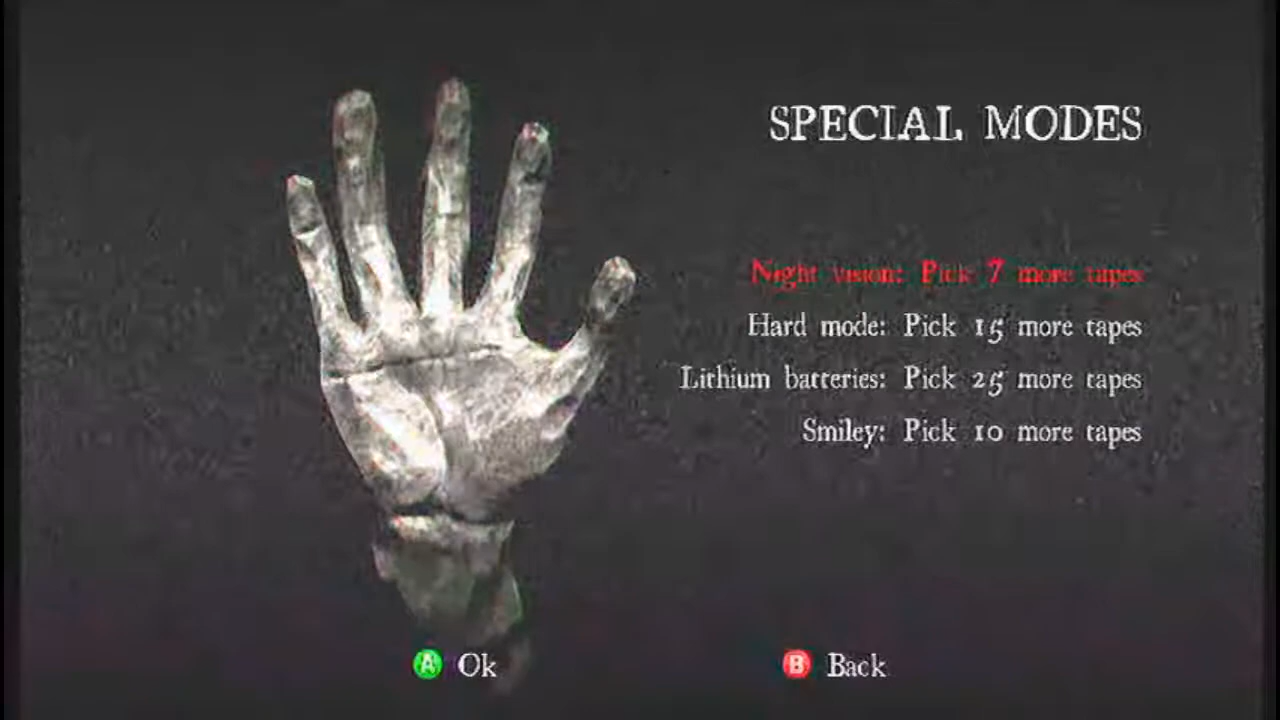 SPECIAL MODES
Night vision: Pick 7 more tapes
Hard mode: Pick 15 more tapes
Lithium batteries: Pick 25 more tapes
Smiley: Pick 10 more tapes
A Ok
B Back